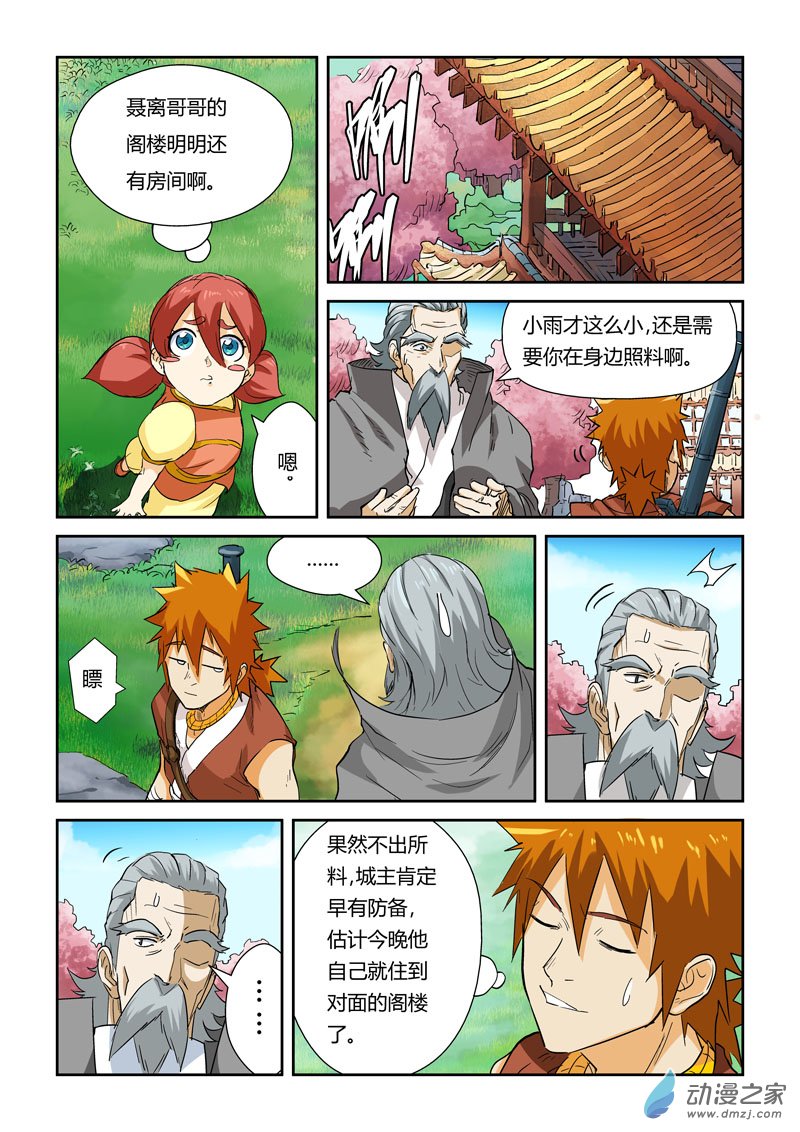 聂离哥哥的
阁楼明明还
有房间啊。
嗯。
唰
唰
小雨才这么小，还是需
要你在身边照料啊。
瞟
……
……
果然不出所
料，城主肯定
早有防备，
估计今晚他
自己就住到
对面的阁楼
了。
动漫之家
www.dmzj.com